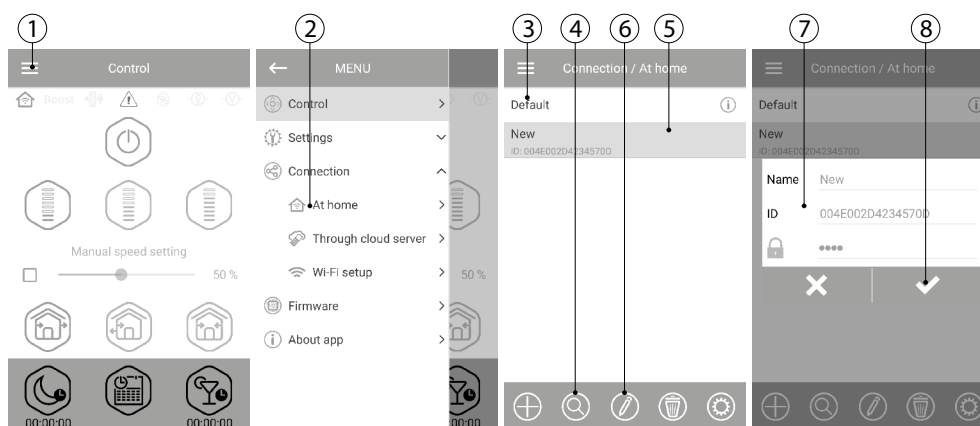 1
2
3
4
6
5
7
8
Control
Boost
Manual speed setting
50 %
00:00:00
00:00:00
MENU
Control
Settings
Connection
At home
Through cloud server
Wi-Fi setup
Firmware
About app
50 %
00:00
Connection / At home
Default
New
ID: 004E002D4234570D
Connection / At home
Default
New
ID: 004E002D4234570D
Name New
ID 004E002D4234570D
••••